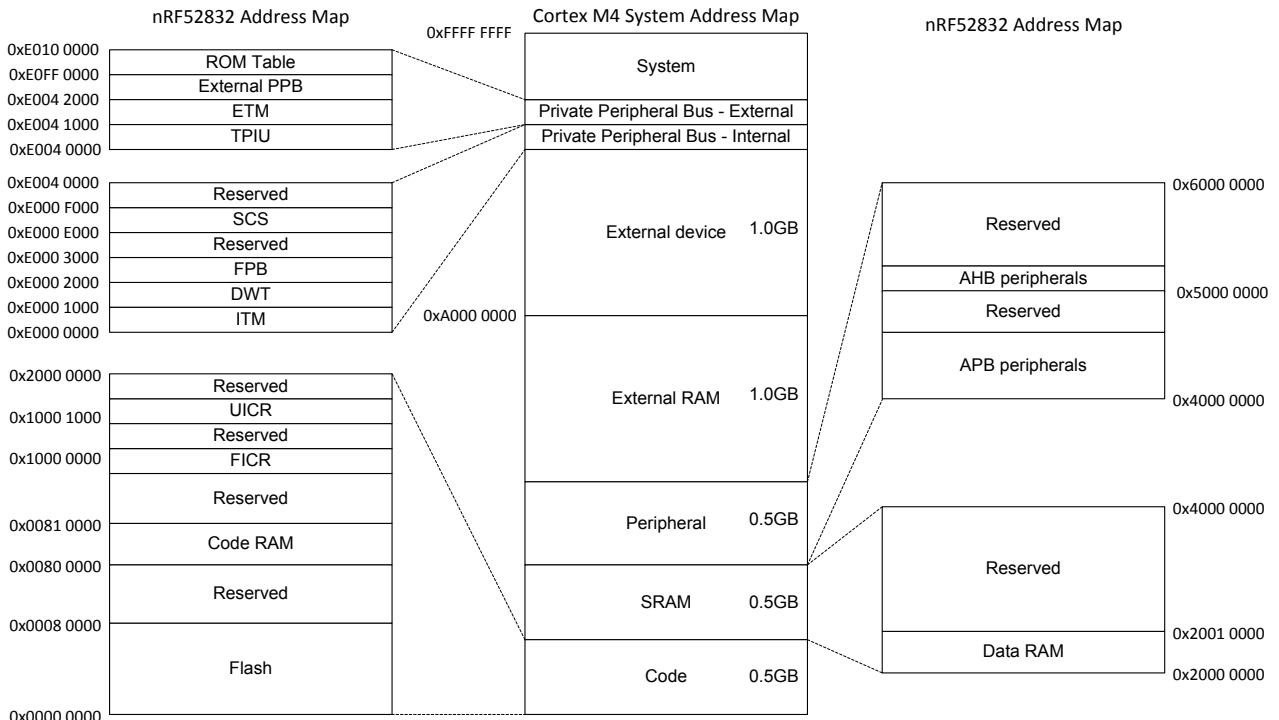 nRF52832 Address Map
0xE010 0000
ROM Table
0xE0FF 0000
External PPB
0xE004 2000
ETM
0xE004 1000
TPIU
0xE004 0000
0xE004 0000
Reserved
0xE000 F000
SCS
0xE000 E000
Reserved
0xE000 3000
FPB
0xE000 2000
DWT
0xE000 1000
ITM
0xE000 0000
0x2000 0000
Reserved
UICR
0x1000 1000
Reserved
0x1000 0000
FICR
Reserved
0x0081 0000
Code RAM
0x0080 0000
Reserved
0x0008 0000
Flash
0x0000 0000
Cortex M4 System Address Map
0xFFFF FFFF
System
Private Peripheral Bus - External
Private Peripheral Bus - Internal
External device 1.0GB
0xA000 0000
External RAM 1.0GB
Peripheral 0.5GB
SRAM 0.5GB
Code 0.5GB
nRF52832 Address Map
0x6000 0000
Reserved
AHB peripherals
0x5000 0000
Reserved
APB peripherals
0x4000 0000
0x4000 0000
Reserved
0x2001 0000
Data RAM
0x2000 0000